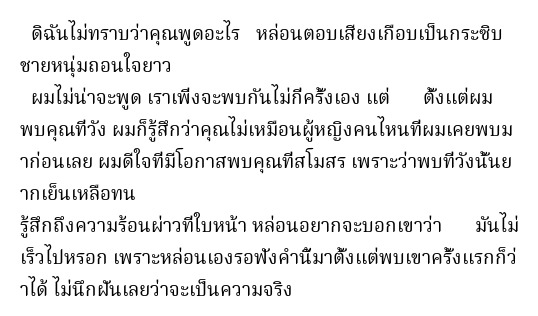 ดิฉันไม่ทราบว่าคุณพูดอะไร หล่อนตอบเสียงเกือบเป็นกระซิบ
ชายหนุ่มถอนใจยาว
ผมไม่น่าจะพูด เราเพิ่งจะพบกันไม่กี่ครั้งเอง แต่ ตั้งแต่ผม
พบคุณที่วัง ผมก็รู้สึกว่าคุณไม่เหมือนผู้หญิงคนไหนที่ผมเคยพบม
าก่อนเลย ผมดีใจที่มีโอกาสพบคุณที่สโมสร เพราะว่าพบที่วังนั้นย
ากเย็นเหลือทน
รู้สึกถึงความร้อนผ่าวที่ใบหน้า หล่อนอยากจะบอกเขาว่า มันไม่
เร็วไปหรอก เพราะหล่อนเองรอฟังคำนี้มาตั้งแต่พบเขาครั้งแรกก็ว่
าได้ ไม่นึกฝันเลยว่าจะเป็นความจริง